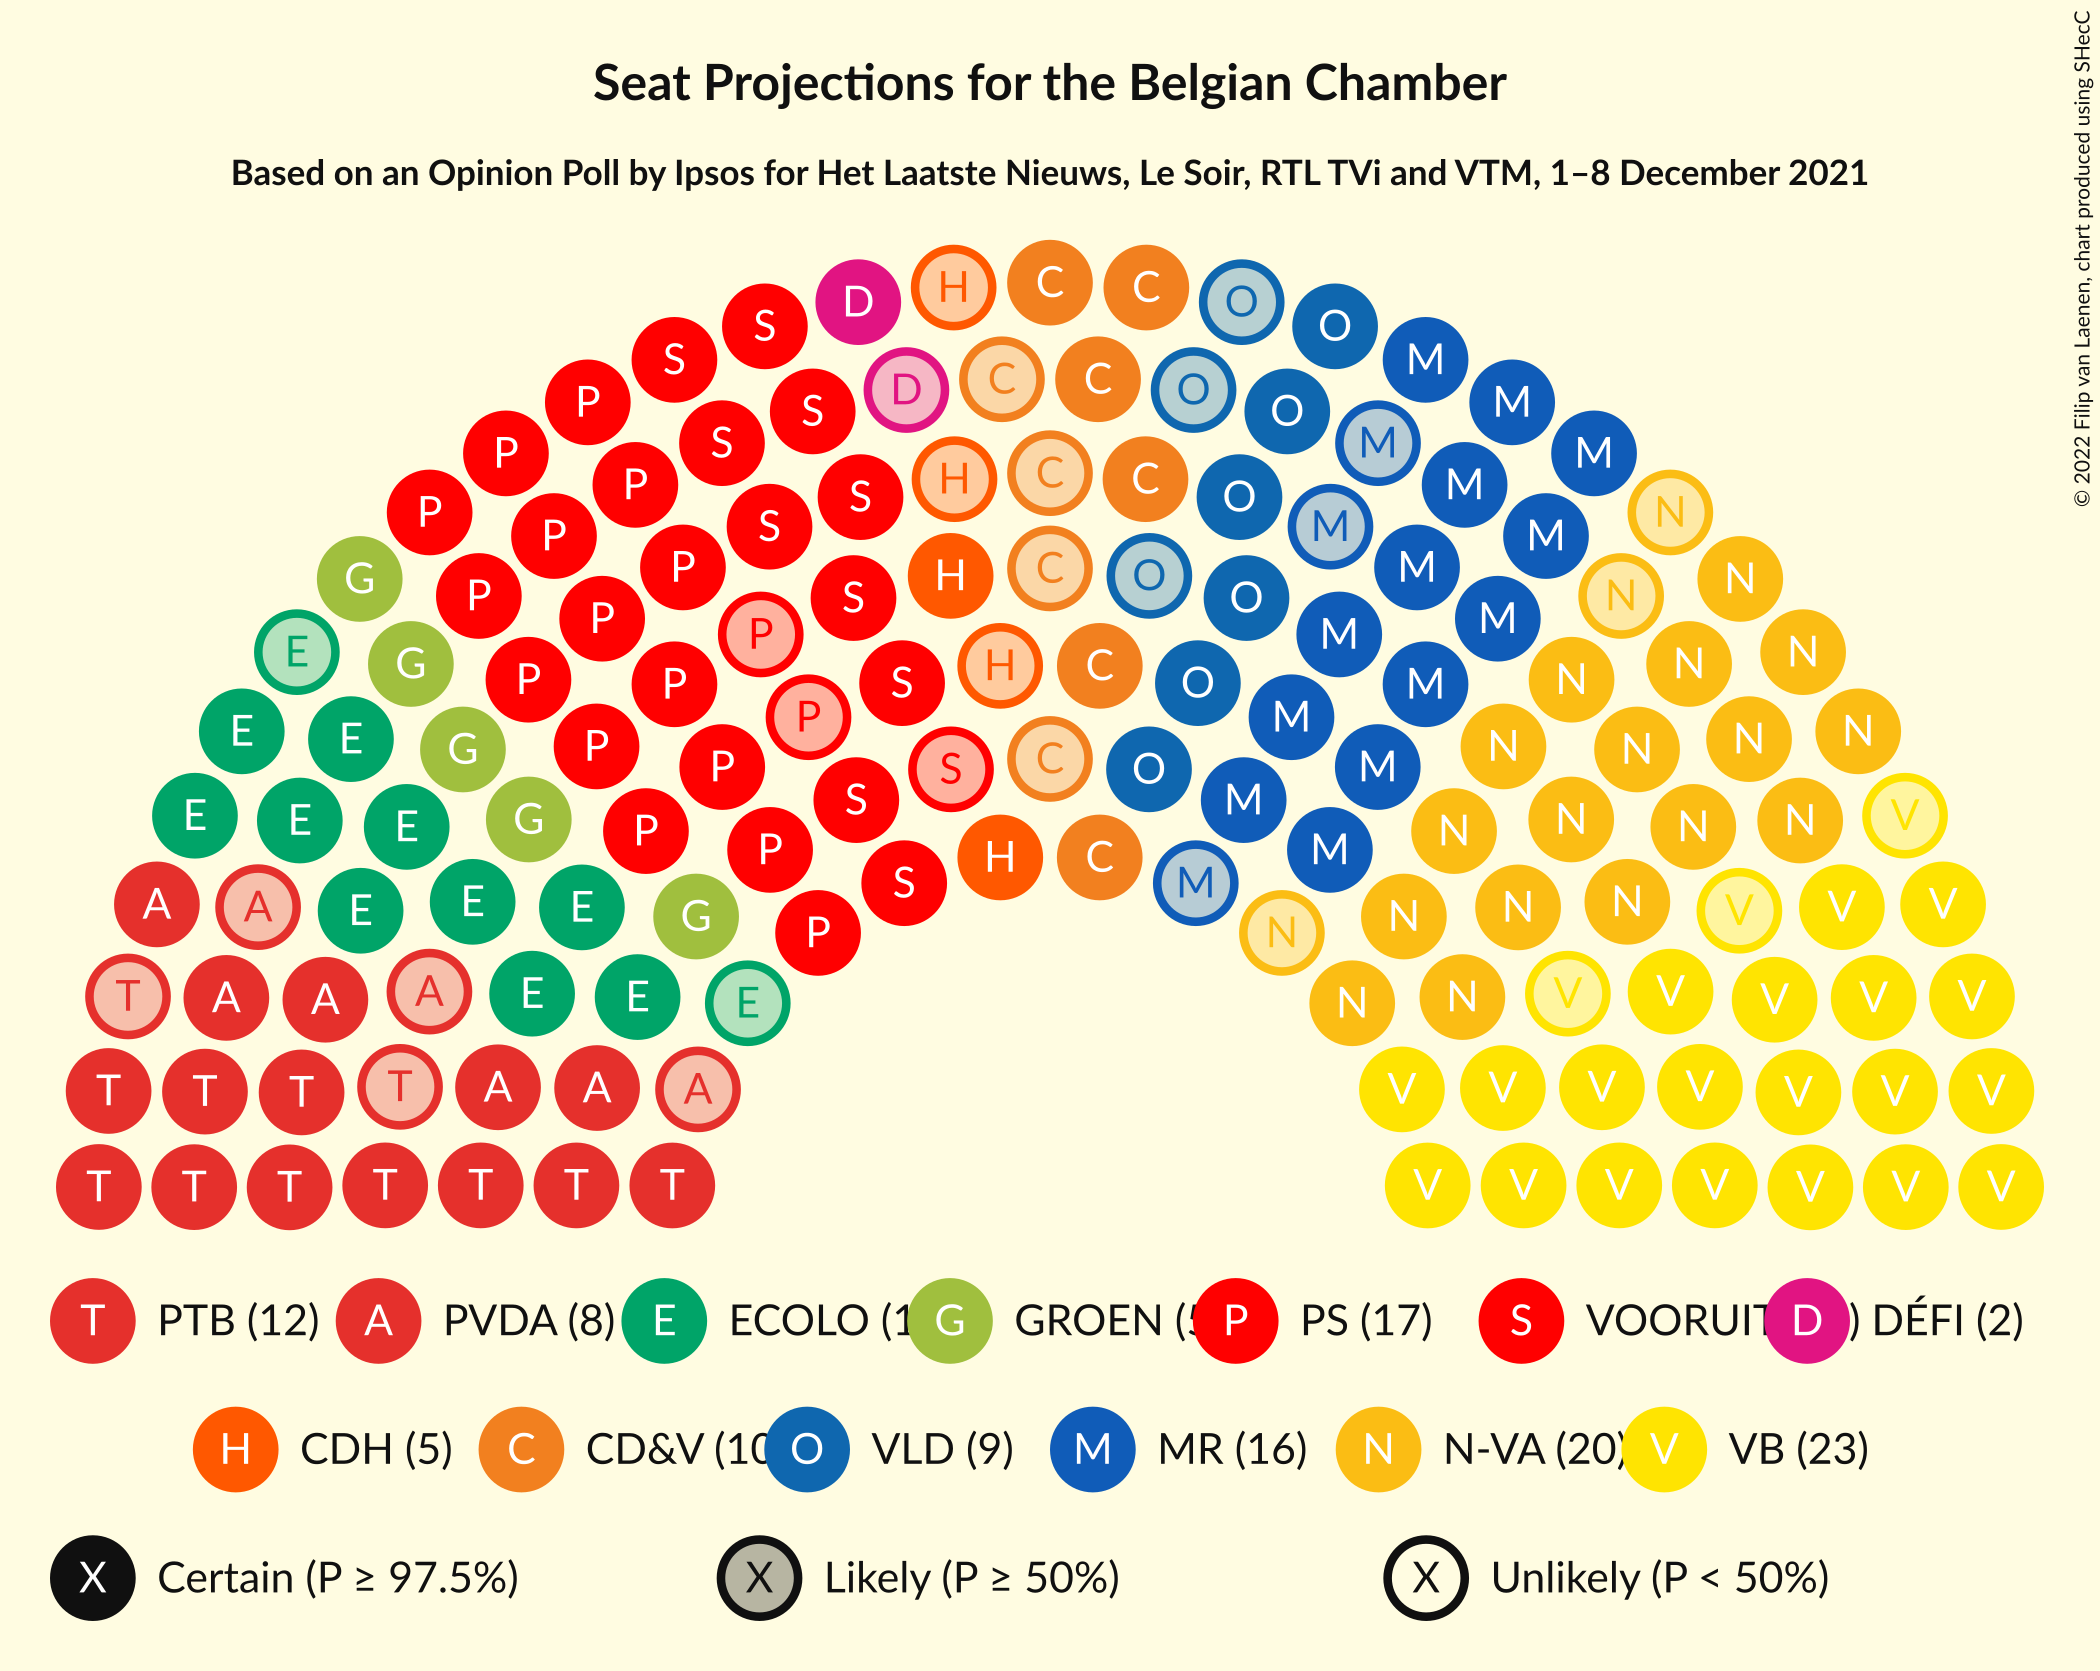 Seat Projections for the Belgian Chamber
Based on an Opinion Poll by Ipsos for Het Laatste Nieuws, Le Soir, RTL TVi and VTM, 1–8 December 2021
© 2022 Filip van Laenen, chart produced using SHecC
H C C O
D O
S M
S D C C O O M
P S M M
P S H C C O M M
P P S O M N
G P P S H C O O M M N N
E G P P P S M M N N
E E G P P P S H C O M M N N N N
E E E G P P S S C O M M N N N N V
A A E E E G P S H C M N N N N V V V
T A A A E E E P N N N V V V V V
T T T T A A A V V V V V V V
T T T T T T T V V V V V V V
T PTB (12) A PVDA (8) E ECOLO (1 G GROEN (5 P PS (17) S VOORUIT D ) DÉFI (2)
H CDH (5) C CD&V (10 O VLD (9) M MR (16) N N-VA (20) V VB (23)
X Certain (P ≥ 97.5%) X Likely (P ≥ 50%) X Unlikely (P < 50%)